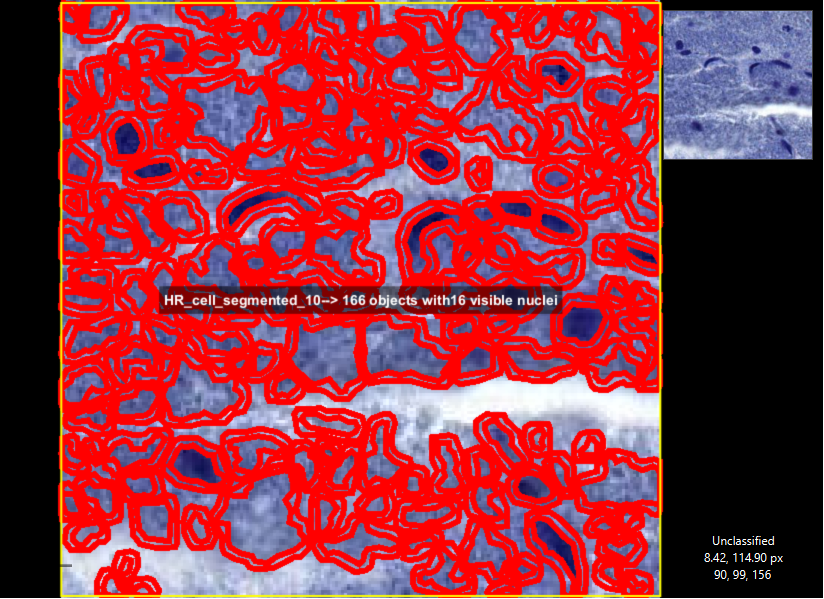 HR_cell_segmented_10--> 166 objects with16 visible nuclei
Unclassified
8.42, 114.90 px
90, 99, 156